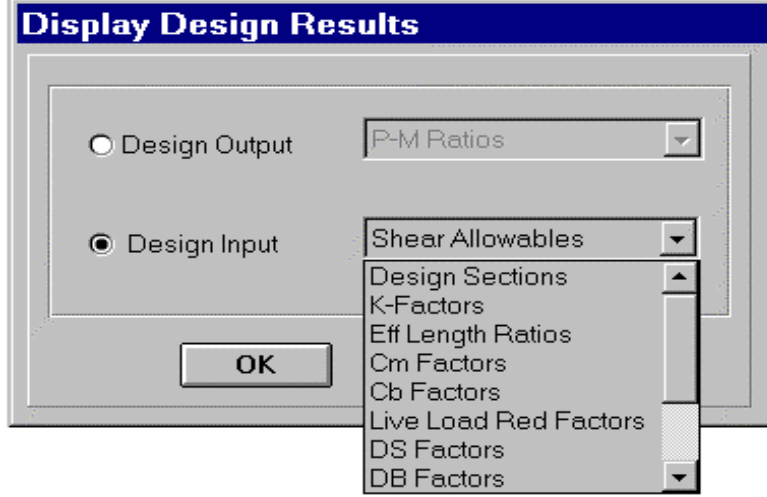 Display Design Results
Design Output
P-M Ratios
Design Input
Shear Allowables
Design Sections
K-Factors
Eff Length Ratios
Cm Factors
Cb Factors
Live Load Red Factors
DS Factors
DB Factors
OK